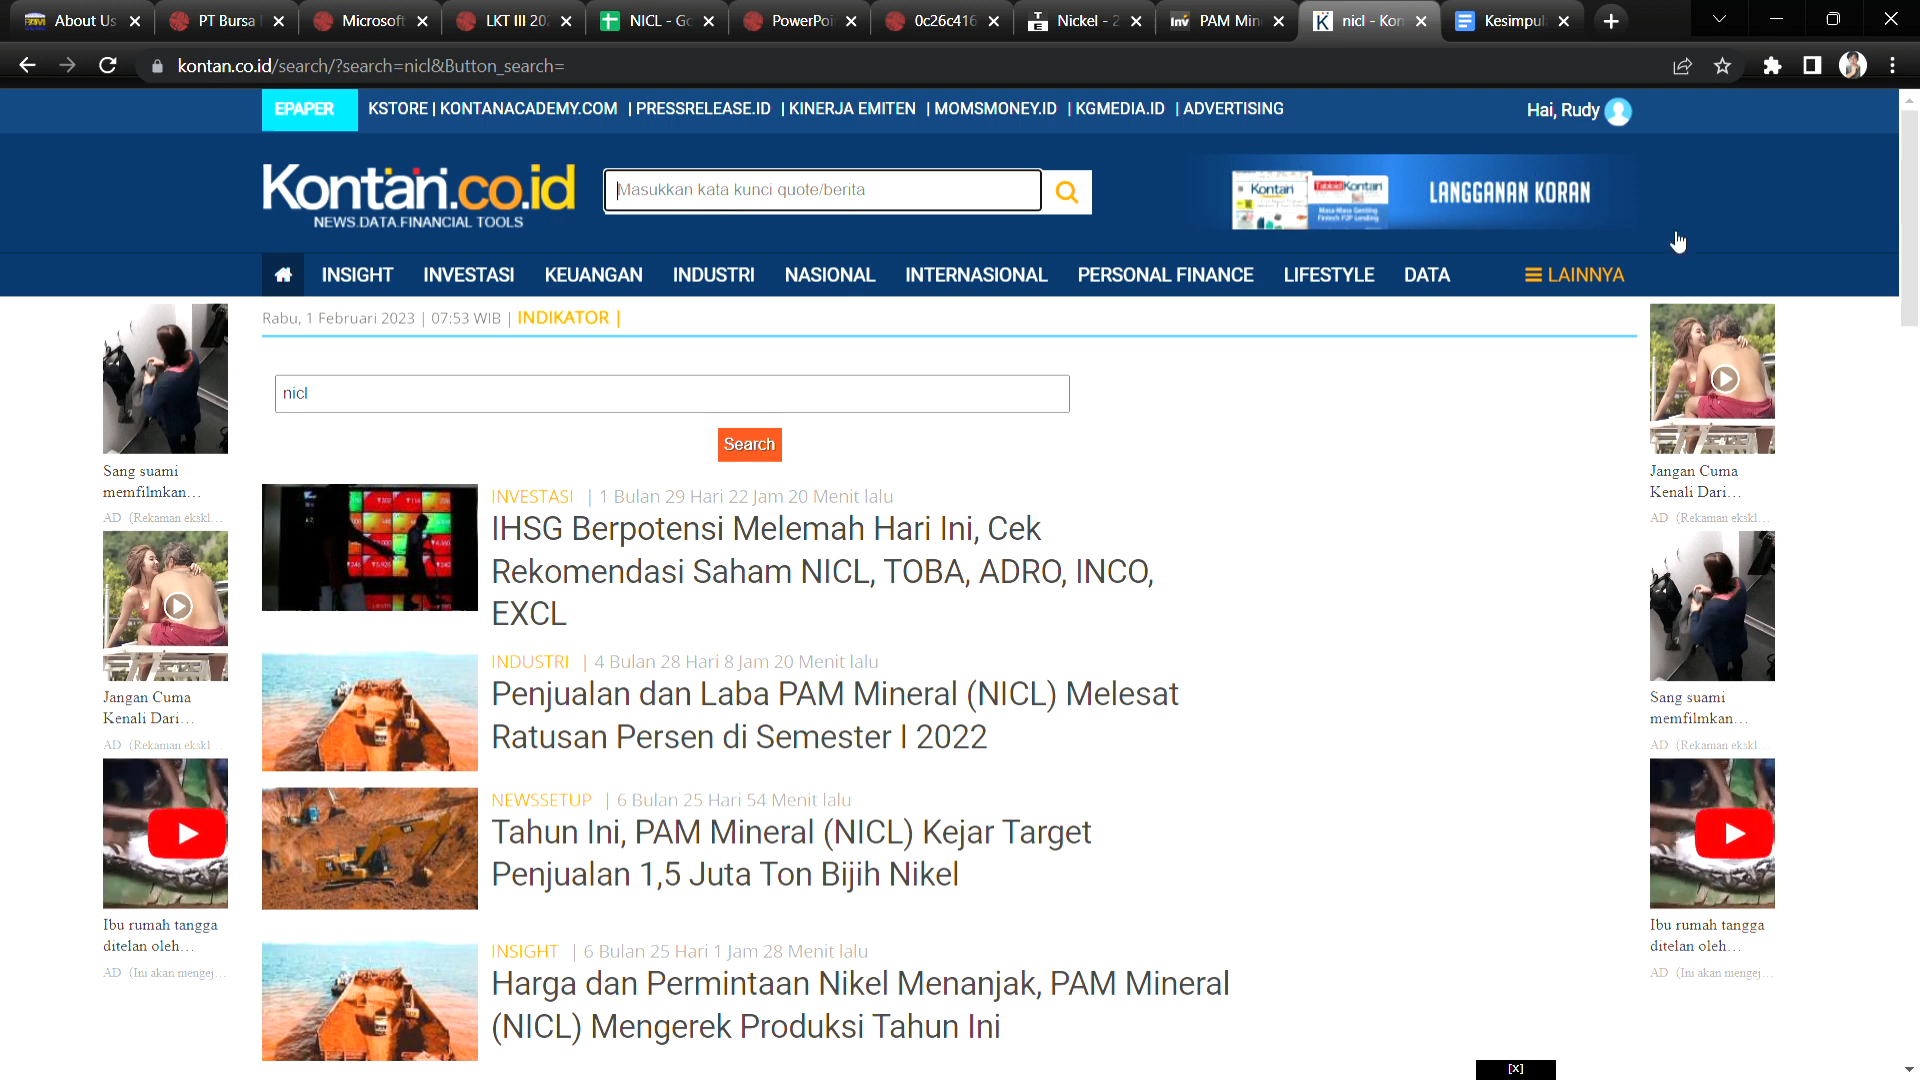 About Us
PT Bursa
Microsoft
LKT III 202
NICL - Go
PowerPoi
0c26c416
Nickel - 2
PAM Min
nicl - Kon
Kesimpul
kontan.co.id/search/?search=nicl&Button_search=
EPAPER
KSTORE | KONTANACADEMY.COM | PRESSRELEASE.ID | KINERJA EMITEN | MOMSMONEY.ID | KGMEDIA.ID | ADVERTISING
Hai, Rudy
Kontan.co.id
NEWS.DATA.FINANCIAL TOOLS
Masukkan kata kunci quote/berita
Kontan
Tabloid Kontan
LANGGANAN KORAN
INSIGHT INVESTASI KEUANGAN INDUSTRI NASIONAL INTERNASIONAL PERSONAL FINANCE LIFESTYLE DATA
LAINNYA
Rabu, 1 Februari 2023 | 07:53 WIB | INDIKATOR |
nicl
Search
INVESTASI | 1 Bulan 29 Hari 22 Jam 20 Menit lalu
IHSG Berpotensi Melemah Hari Ini, Cek
Rekomendasi Saham NICL, TOBA, ADRO, INCO,
EXCL
INDUSTRI | 4 Bulan 28 Hari 8 Jam 20 Menit lalu
Penjualan dan Laba PAM Mineral (NICL) Melesat
Ratusan Persen di Semester I 2022
NEWSSETUP | 6 Bulan 25 Hari 54 Menit lalu
Tahun Ini, PAM Mineral (NICL) Kejar Target
Penjualan 1,5 Juta Ton Bijih Nikel
INSIGHT | 6 Bulan 25 Hari 1 Jam 28 Menit lalu
Harga dan Permintaan Nikel Menanjak, PAM Mineral
(NICL) Mengerek Produksi Tahun Ini
Sang suami
memfilmkan...
AD (Rekaman ekskl...
Jangan Cuma
Kenali Dari...
AD (Rekaman ekskl...
Ibu rumah tangga
ditelan oleh...
AD (Ini akan mengej...
Jangan Cuma
Kenali Dari...
AD (Rekaman ekskl...
Sang suami
memfilmkan...
AD (Rekaman ekskl...
Ibu rumah tangga
ditelan oleh...
AD (Ini akan mengej...
[X]